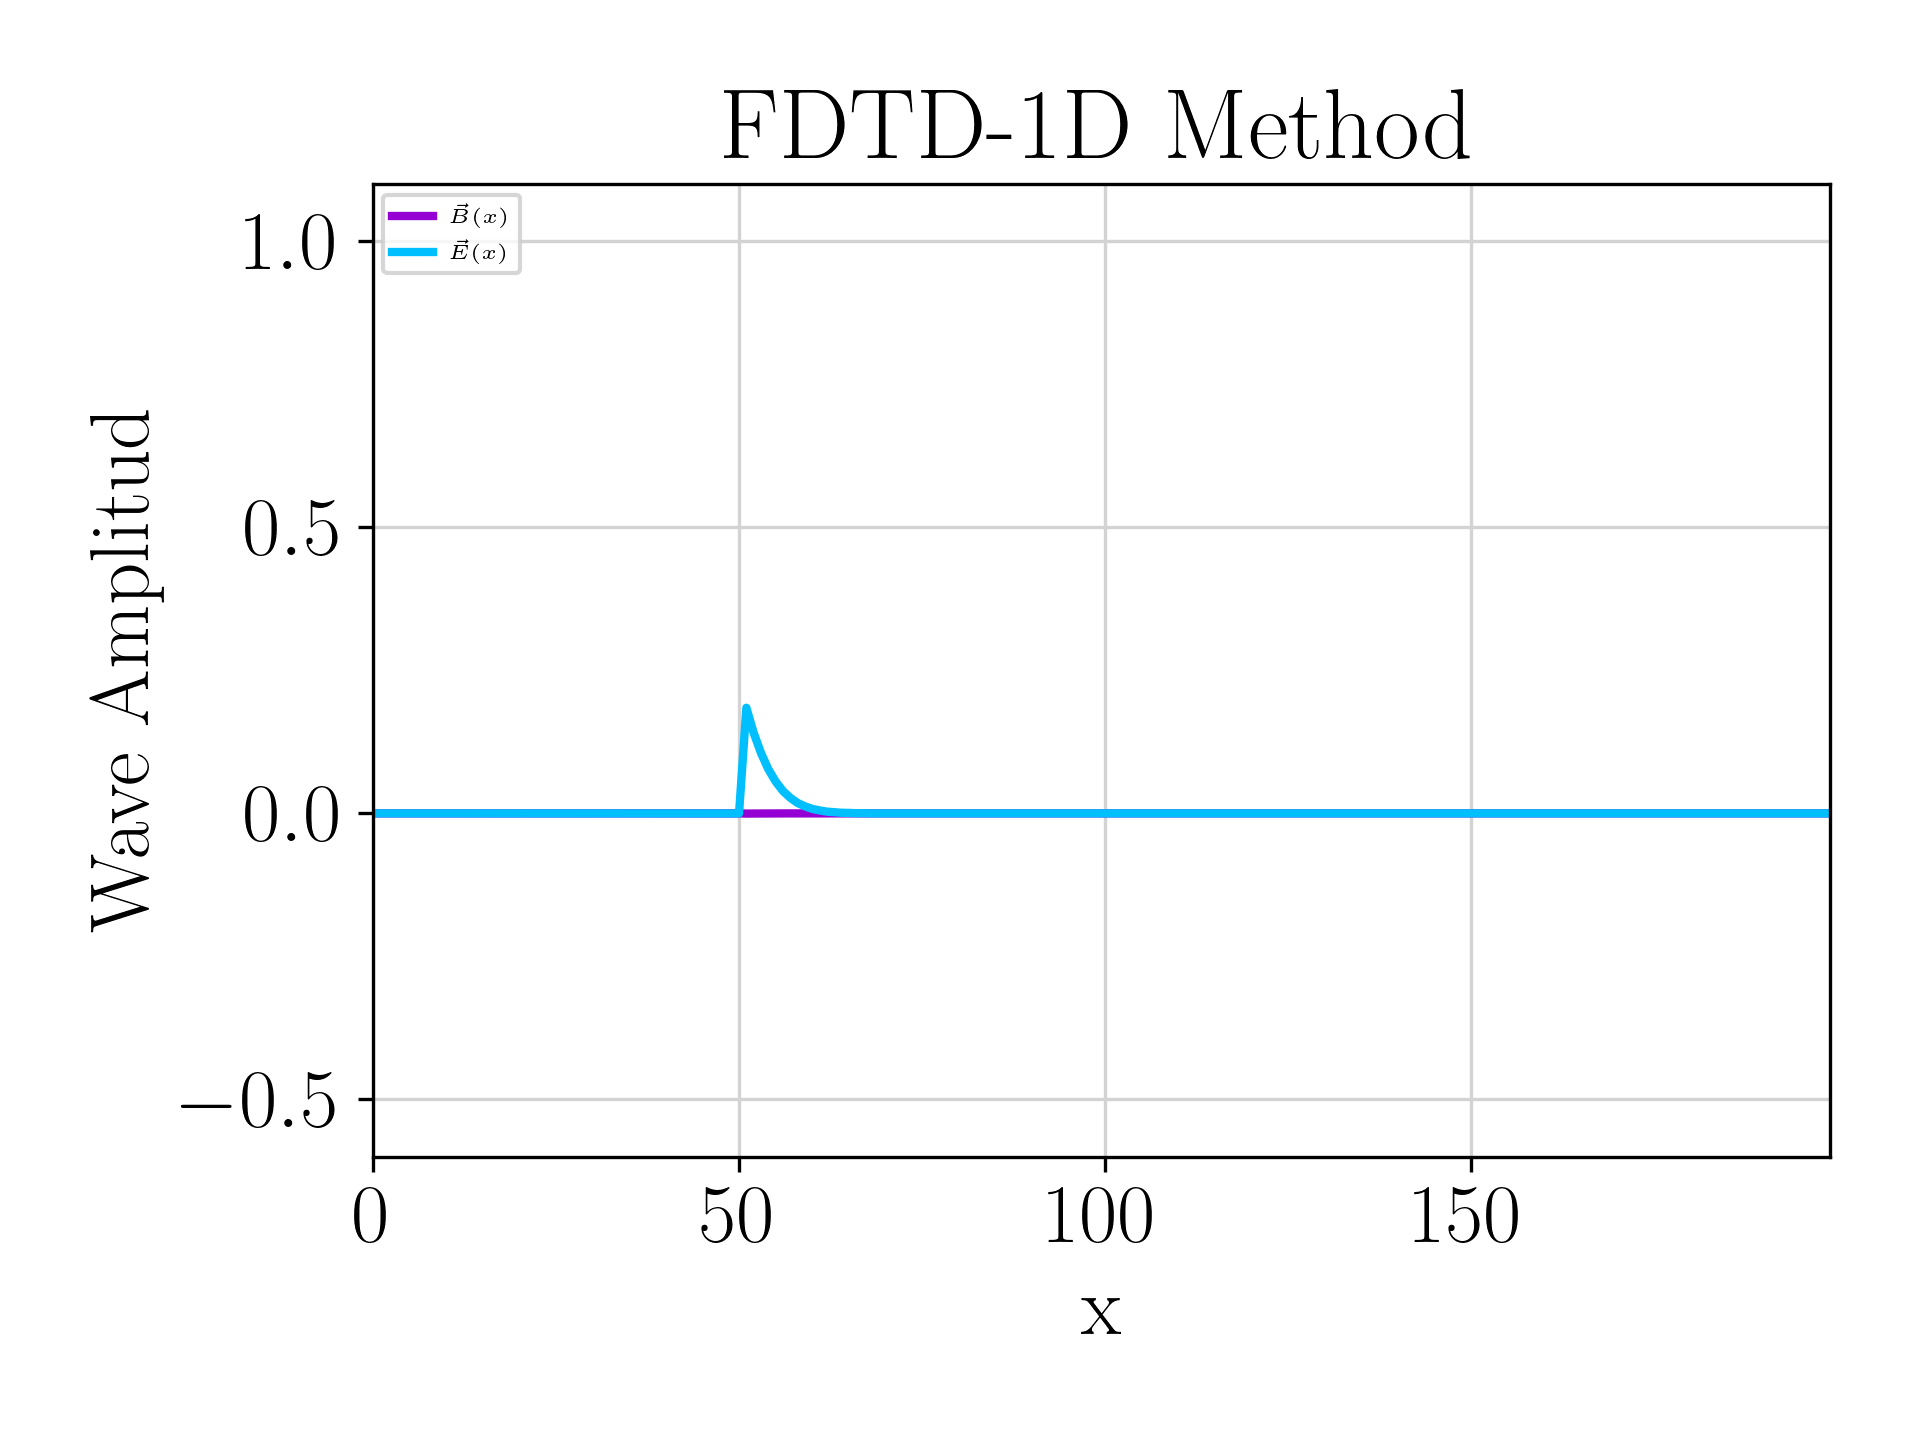 FDTD-1D Method
$\vec{B}(x)$
$\vec{E}(x)$
1.0
0.5
0.0
−0.5
Wave Amplitud
0 50 100 150
x